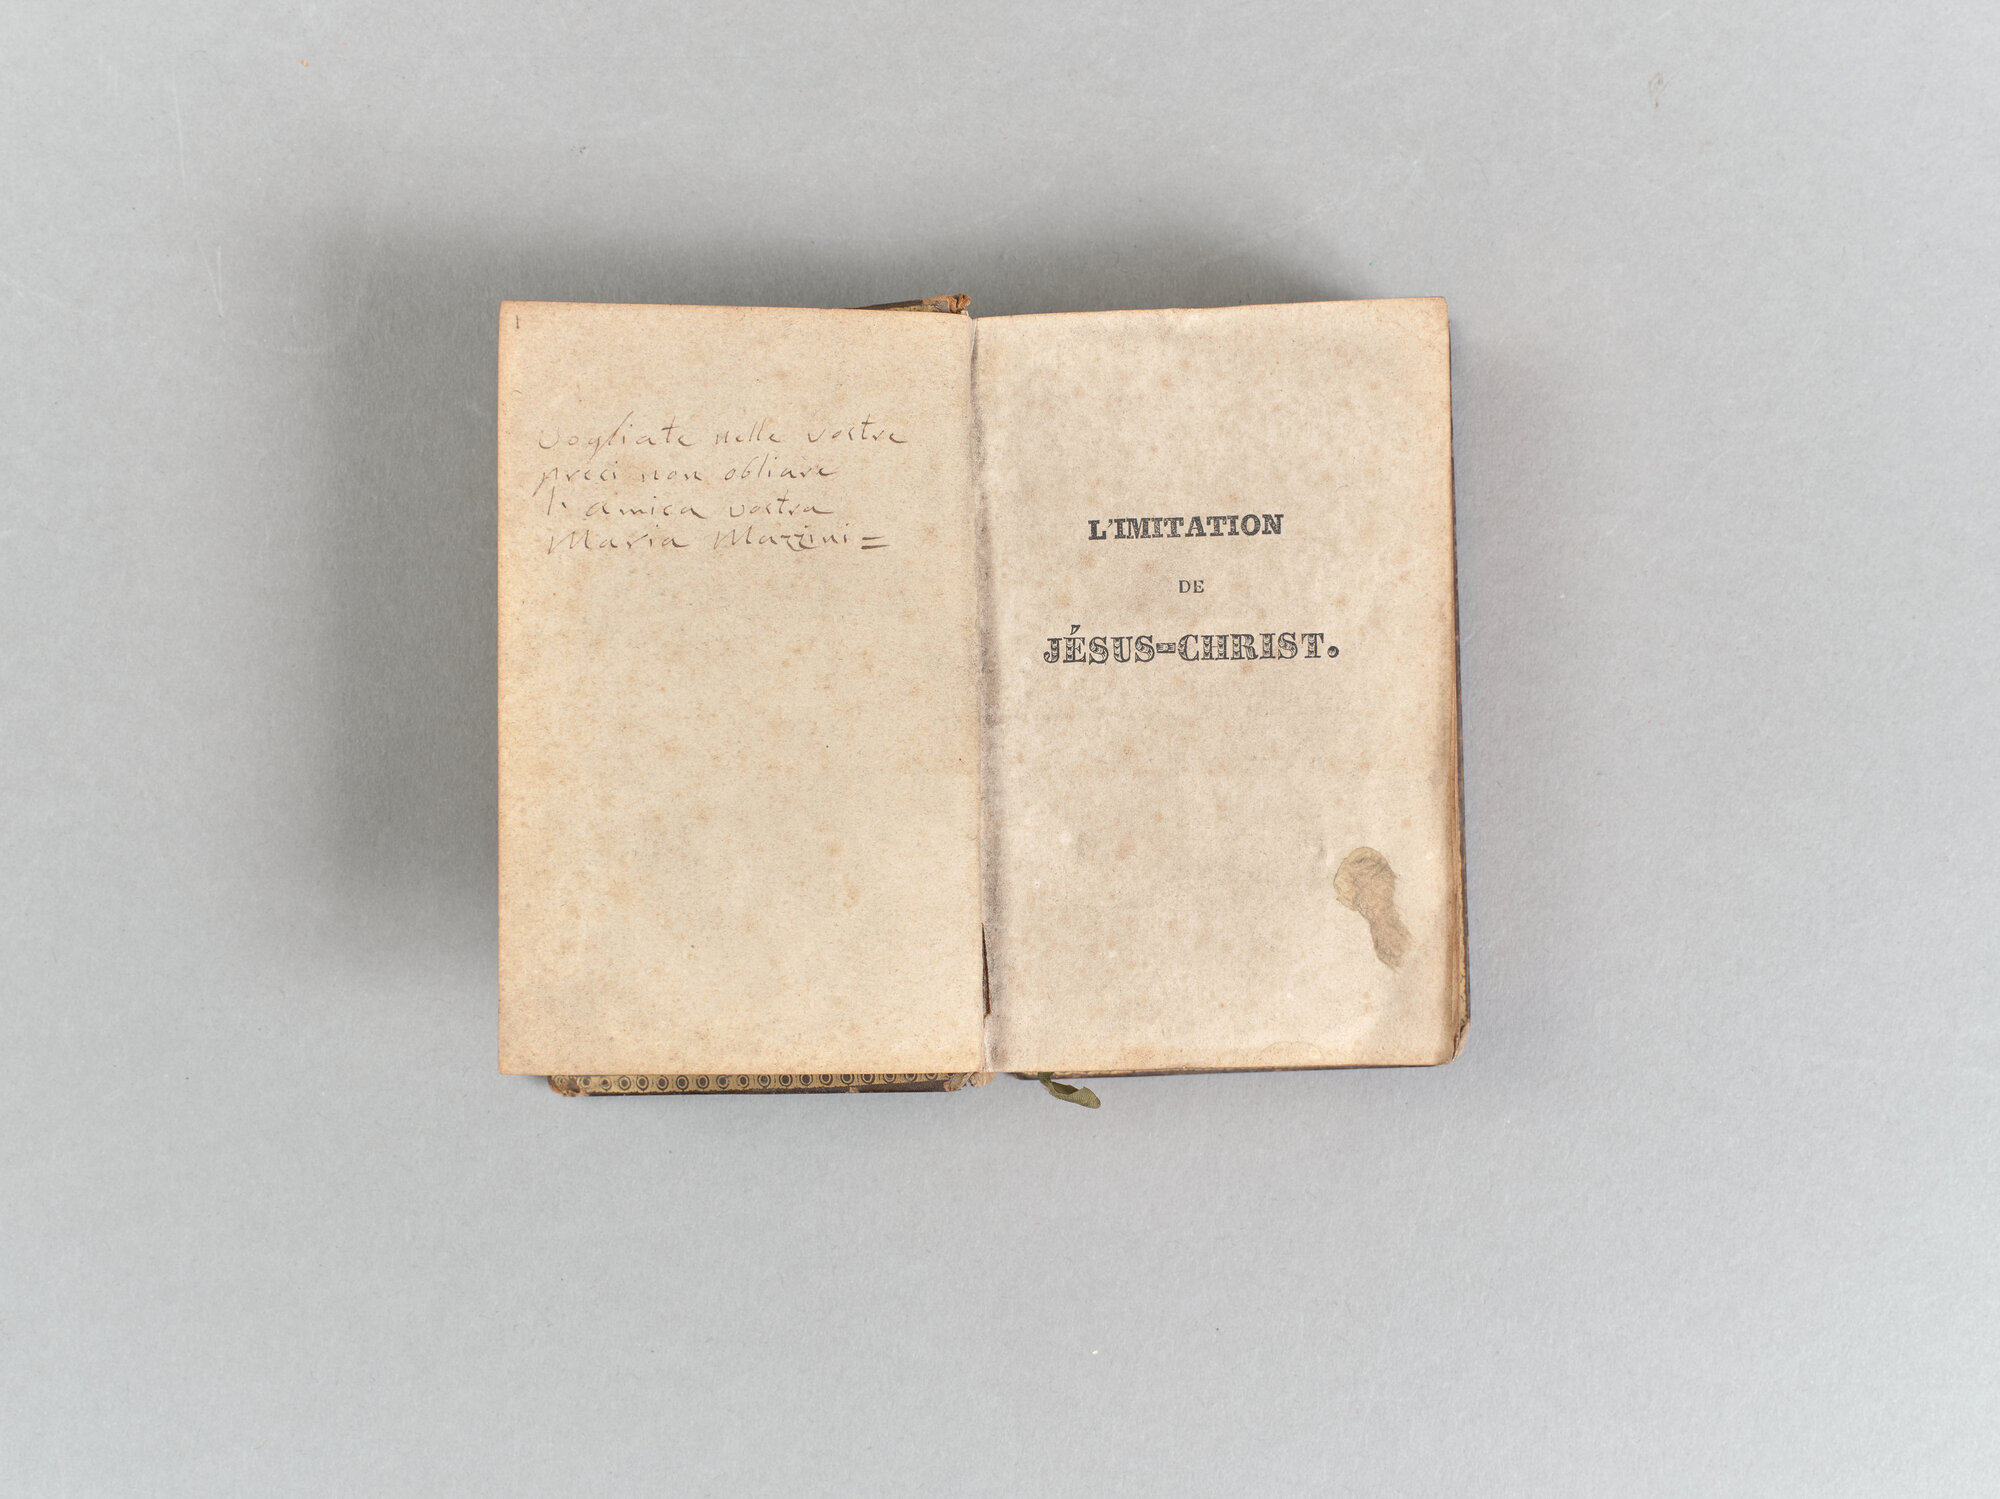 Vogliate nelle vostre
preci non obliare
l'amica vostra
Maria Mazzini=
L'IMITATION
DE
JÉSUS-CHRIST.